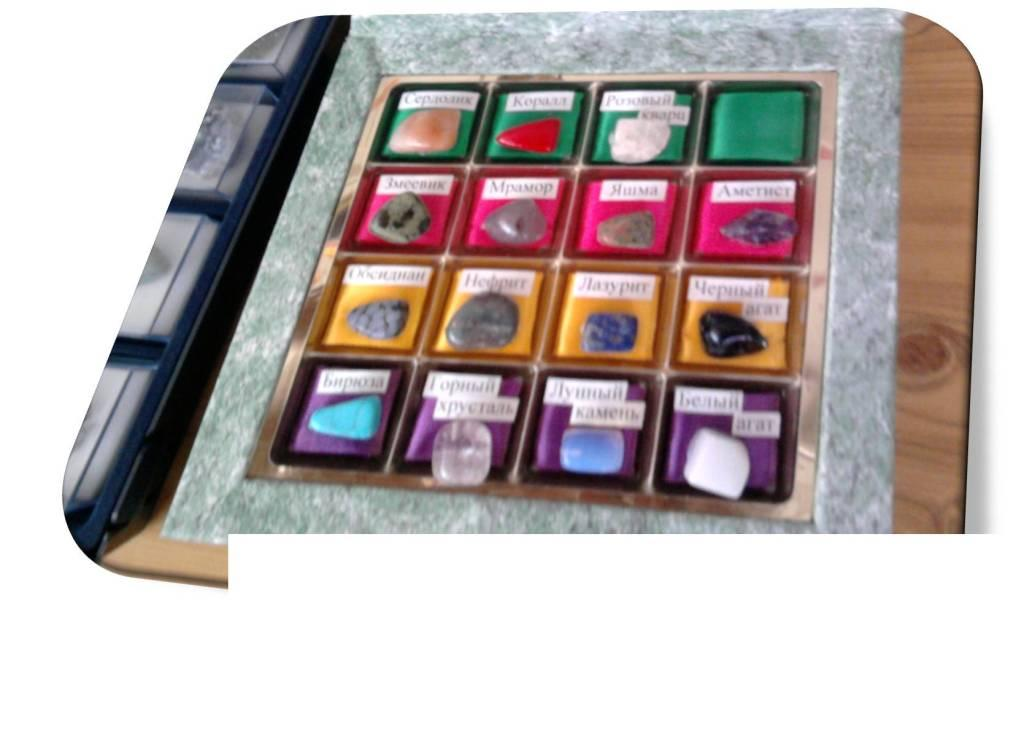 Сердолик
Коралл
Розовый
кварц
Змеевик
Мрамор
Яшма
Аметист
Обсидиан
Нефрит
Лазурит
Черный
агат
Бирюза
Горный
хрусталь
Лунный
камень
Белый
агат